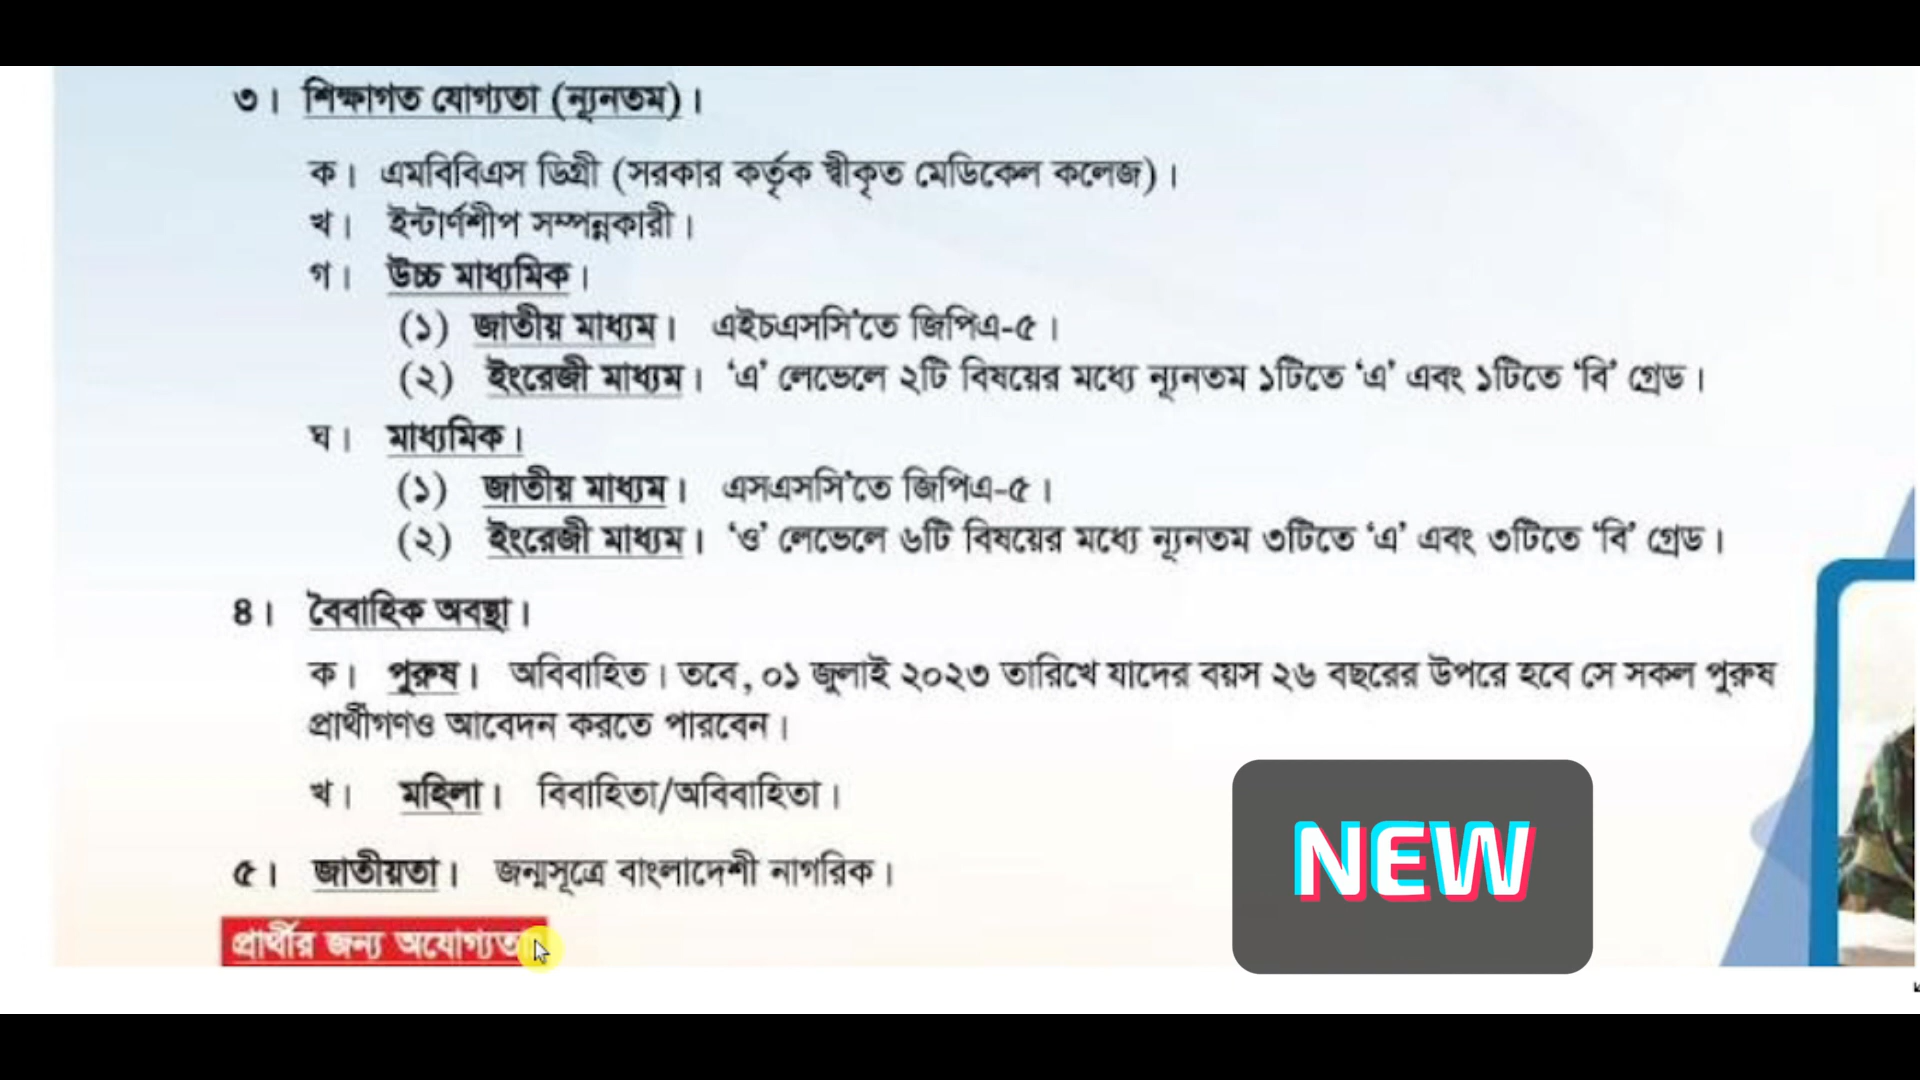 ৩। শিক্ষাগত যোগ্যতা (ন্যূনতম)।
ক। এমবিবিএস ডিগ্রী (সরকার কর্তৃক স্বীকৃত মেডিকেল কলেজ)।
খ। ইন্টার্ণশীপ সম্পন্নকারী।
গ। উচ্চ মাধ্যমিক।
(১) জাতীয় মাধ্যম। এইচএসসি’তে জিপিএ-৫।
(২) ইংরেজী মাধ্যম। ‘এ’ লেভেলে ২টি বিষয়ের মধ্যে ন্যূনতম ১টিতে ‘এ’ এবং ১টিতে ‘বি’ গ্রেড।
ঘ। মাধ্যমিক।
(১) জাতীয় মাধ্যম। এসএসসি’তে জিপিএ-৫।
(২) ইংরেজী মাধ্যম। ‘ও’ লেভেলে ৬টি বিষয়ের মধ্যে ন্যূনতম ৩টিতে ‘এ’ এবং ৩টিতে ‘বি’ গ্রেড।
৪। বৈবাহিক অবস্থা।
ক। পুরুষ। অবিবাহিত। তবে, ০১ জুলাই ২০২৩ তারিখে যাদের বয়স ২৬ বছরের উপরে হবে সে সকল পুরুষ
প্রার্থীগণও আবেদন করতে পারবেন।
খ। মহিলা। বিবাহিতা/অবিবাহিতা।
NEW
৫। জাতীয়তা। জন্মসূত্রে বাংলাদেশী নাগরিক।
প্রার্থীর জন্য অযোগ্যতা।